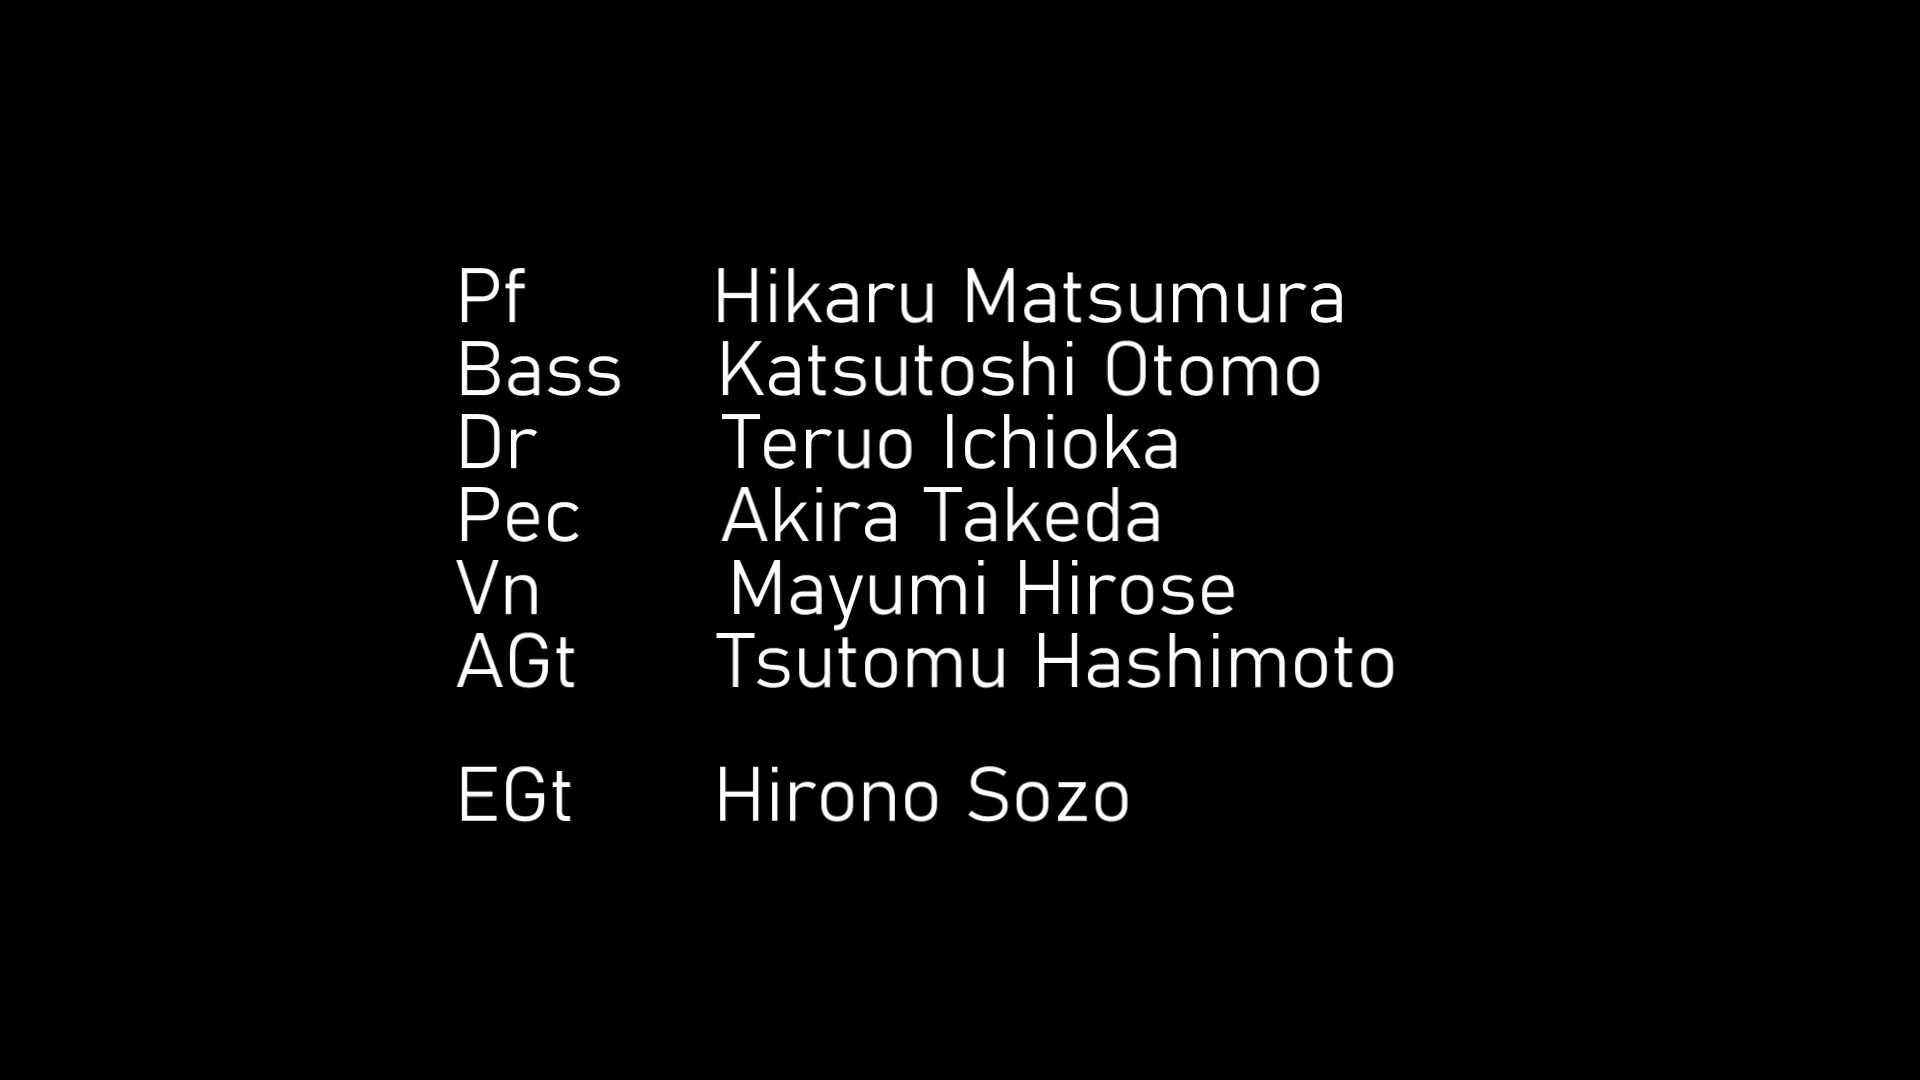 Pf Hikaru Matsumura
Bass Katsutoshi Otomo
Dr Teruo Ichioka
Pec Akira Takeda
Vn Mayumi Hirose
AGt Tsutomu Hashimoto
EGt Hirono Sozo